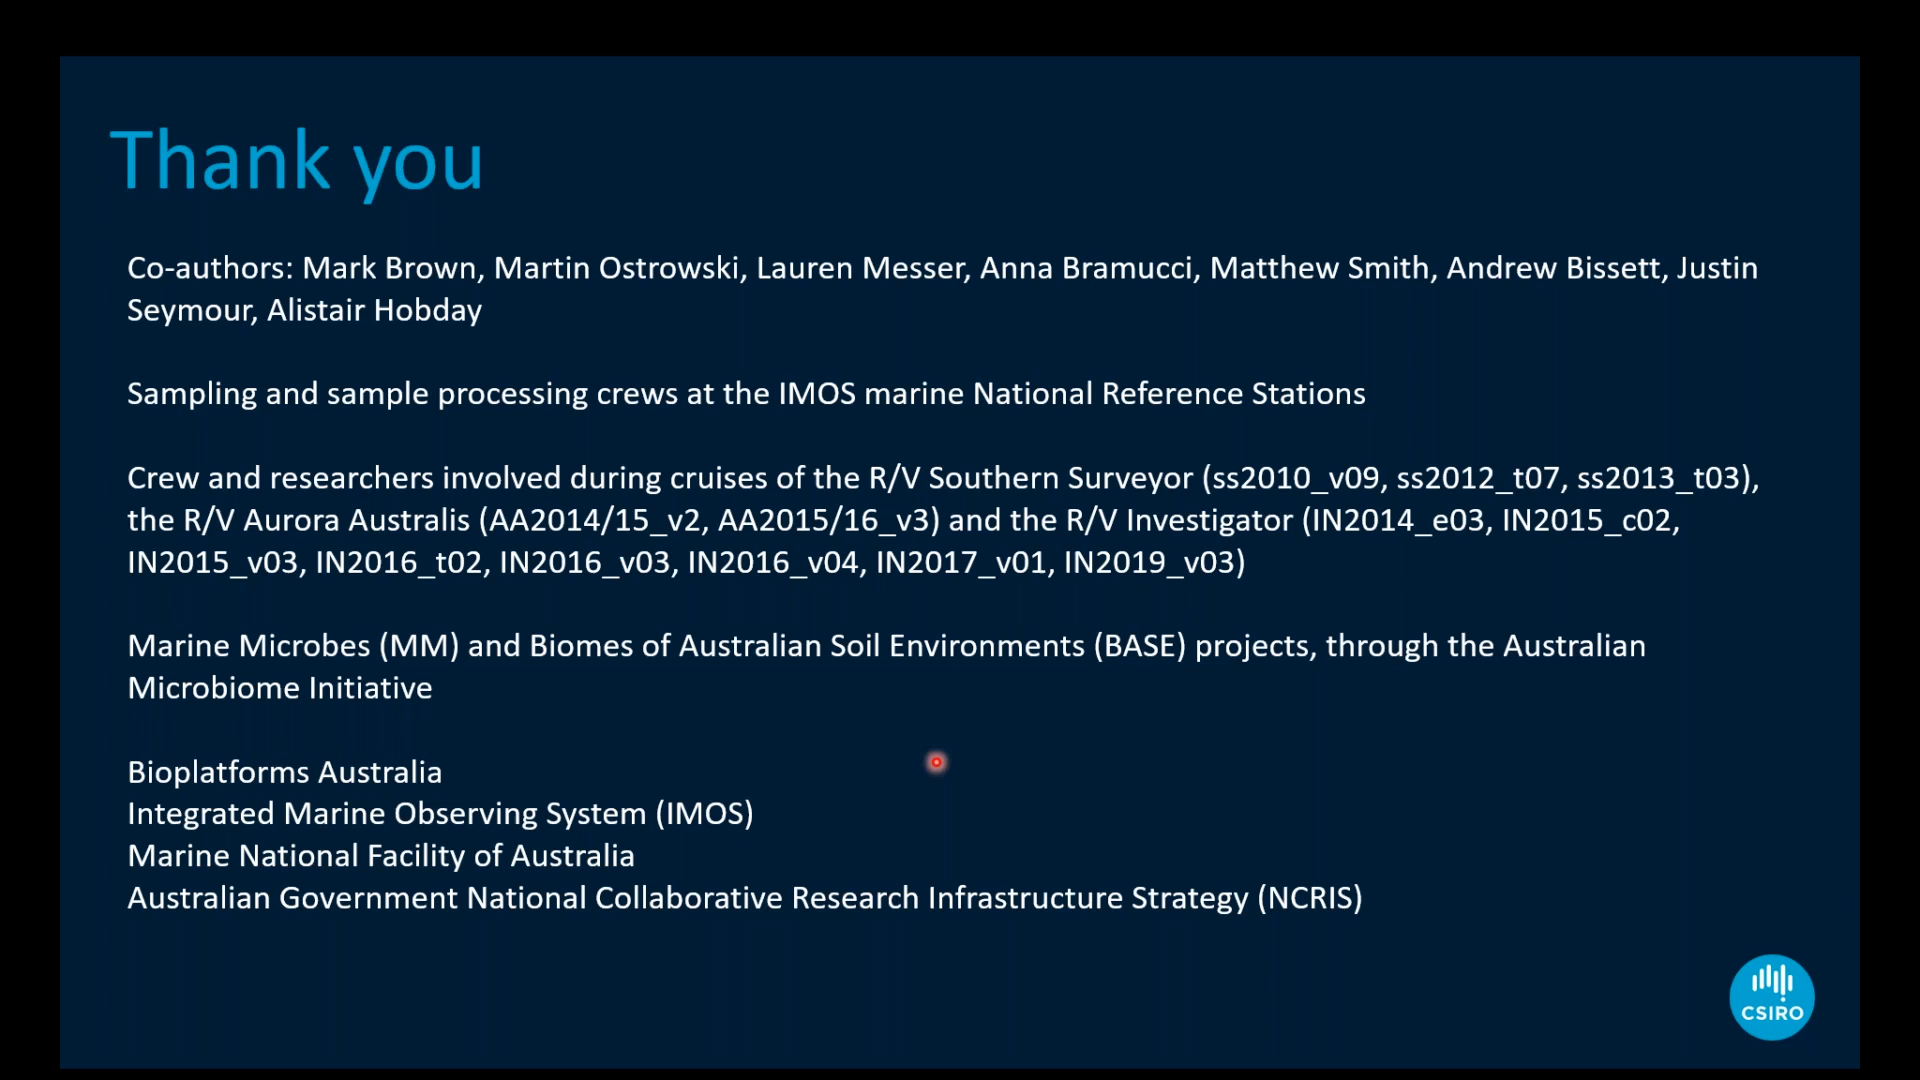 Thank you
Co-authors: Mark Brown, Martin Ostrowski, Lauren Messer, Anna Bramucci, Matthew Smith, Andrew Bissett, Justin
Seymour, Alistair Hobday
Sampling and sample processing crews at the IMOS marine National Reference Stations
Crew and researchers involved during cruises of the R/V Southern Surveyor (ss2010_v09, ss2012_t07, ss2013_t03),
the R/V Aurora Australis (AA2014/15_v2, AA2015/16_v3) and the R/V Investigator (IN2014_e03, IN2015_c02,
IN2015_v03, IN2016_t02, IN2016_v03, IN2016_v04, IN2017_v01, IN2019_v03)
Marine Microbes (MM) and Biomes of Australian Soil Environments (BASE) projects, through the Australian
Microbiome Initiative
Bioplatforms Australia
Integrated Marine Observing System (IMOS)
Marine National Facility of Australia
Australian Government National Collaborative Research Infrastructure Strategy (NCRIS)
CSIRO